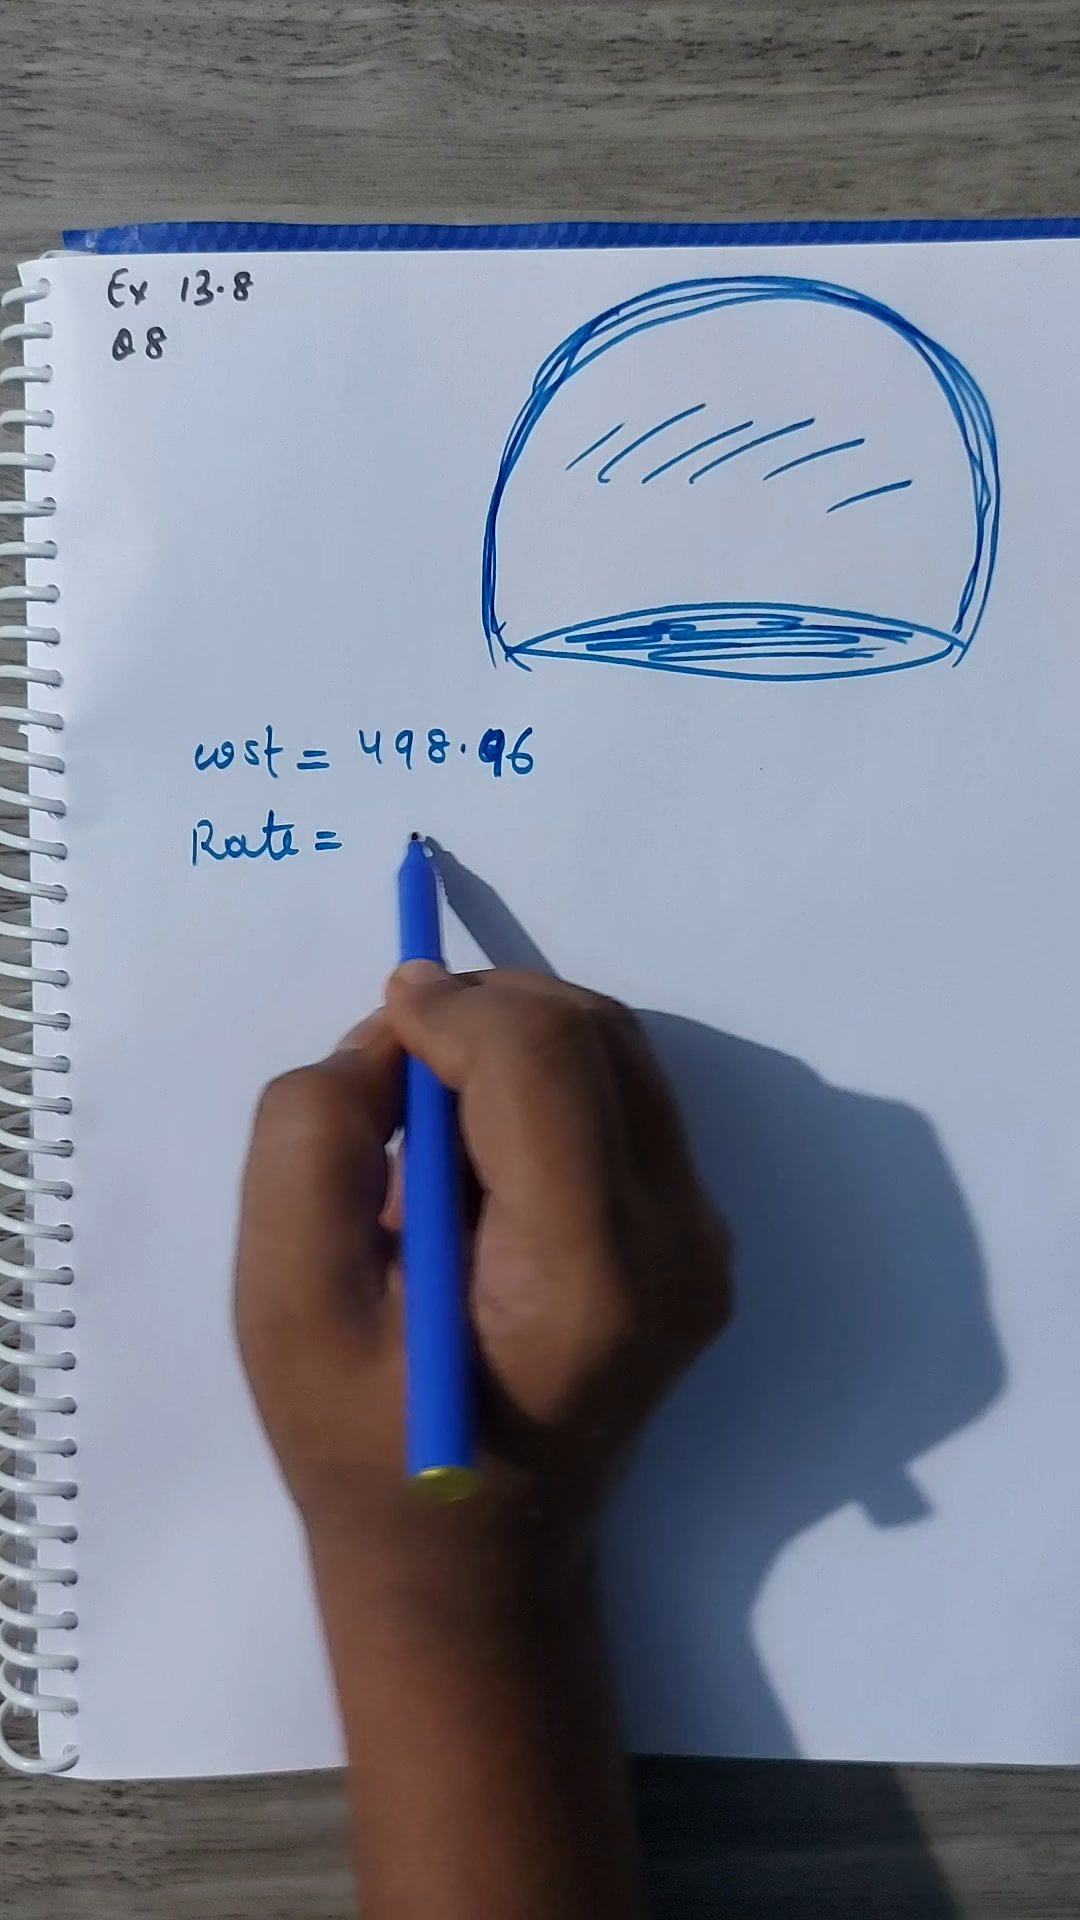 Ex 13.8
Q8
cost = 498.96
Rate =